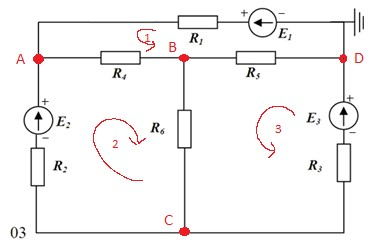 + −
1 R1 E1
A B D
R4 R5
+ +
E2 R6 3 E3
2
− −
R2 R3
C
03